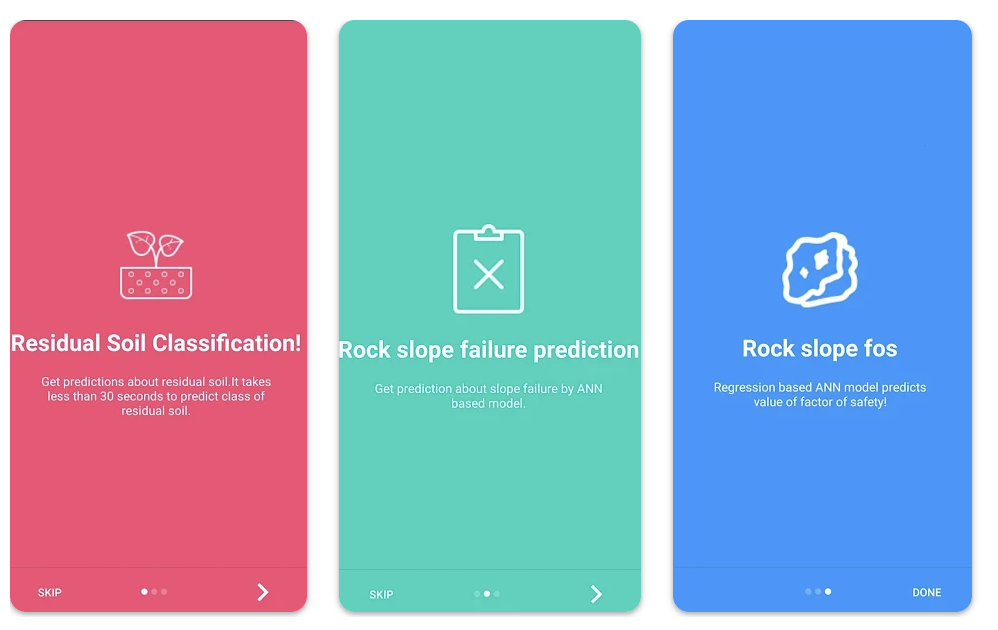 Residual Soil Classification!
Get predictions about residual soil.It takes
less than 30 seconds to predict class of
residual soil.
SKIP
Rock slope failure prediction
Get prediction about slope failure by ANN
based model.
SKIP
Rock slope fos
Regression based ANN model predicts
value of factor of safety!
DONE